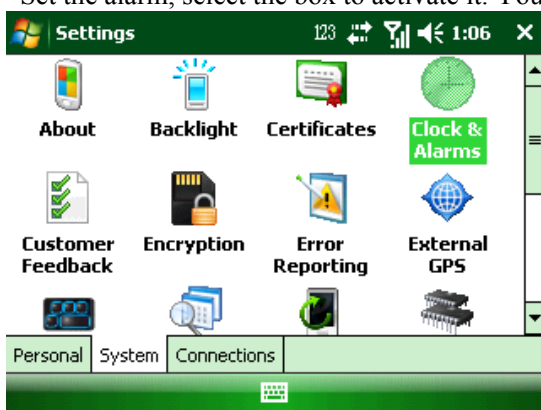 Set the alarm, select the box to activate it. You
Settings 123 1:06
About Backlight Certificates Clock &
Alarms
Customer Encryption Error External
Feedback Reporting GPS
Personal System Connections